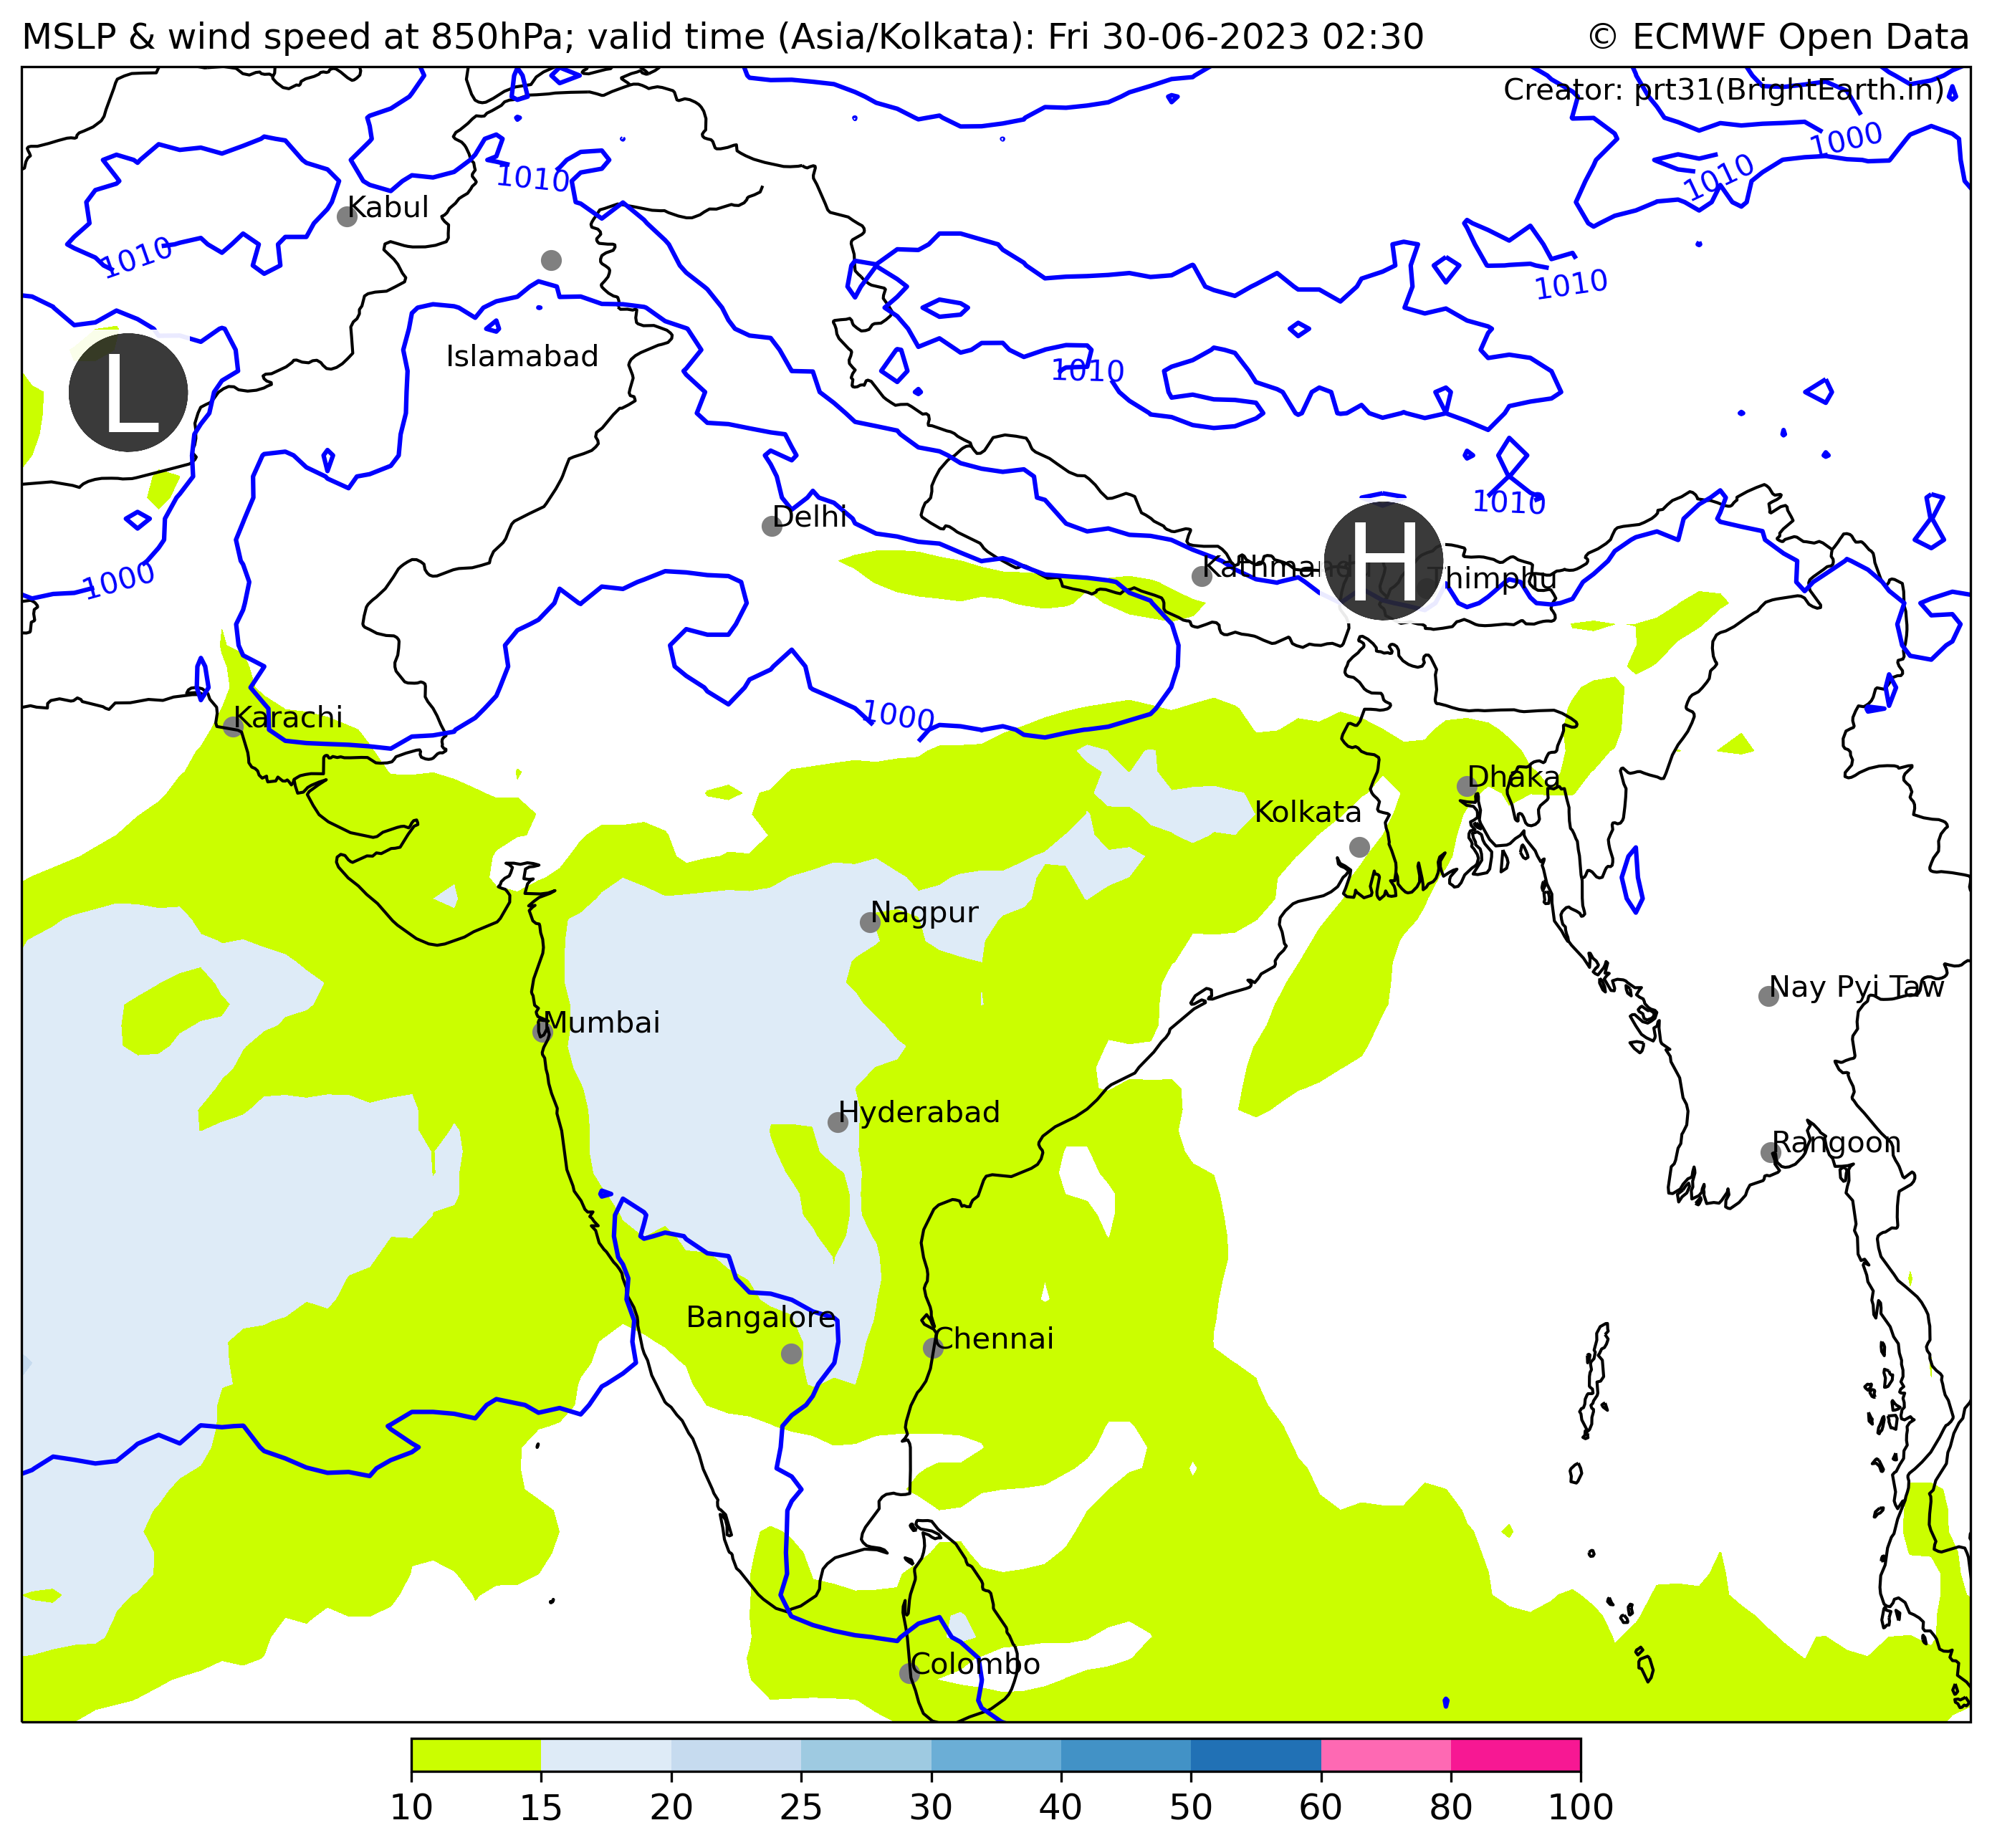 MSLP & wind speed at 850hPa; valid time (Asia/Kolkata): Fri 30-06-2023 02:30 © ECMWF Open Data
Creator: prt31(BrightEarth.in)
1000
1010
1010
Kabul
1010
1010
L
Islamabad
1010
1010
Delhi
H
Thimphu
1000
Karachi
1000
Dhaka
Kolkata
Nagpur
Nay Pyi Taw
Mumbai
Hyderabad
Rangoon
Bangalore
Chennai
Colombo
10 15 20 25 30 40 50 60 80 100